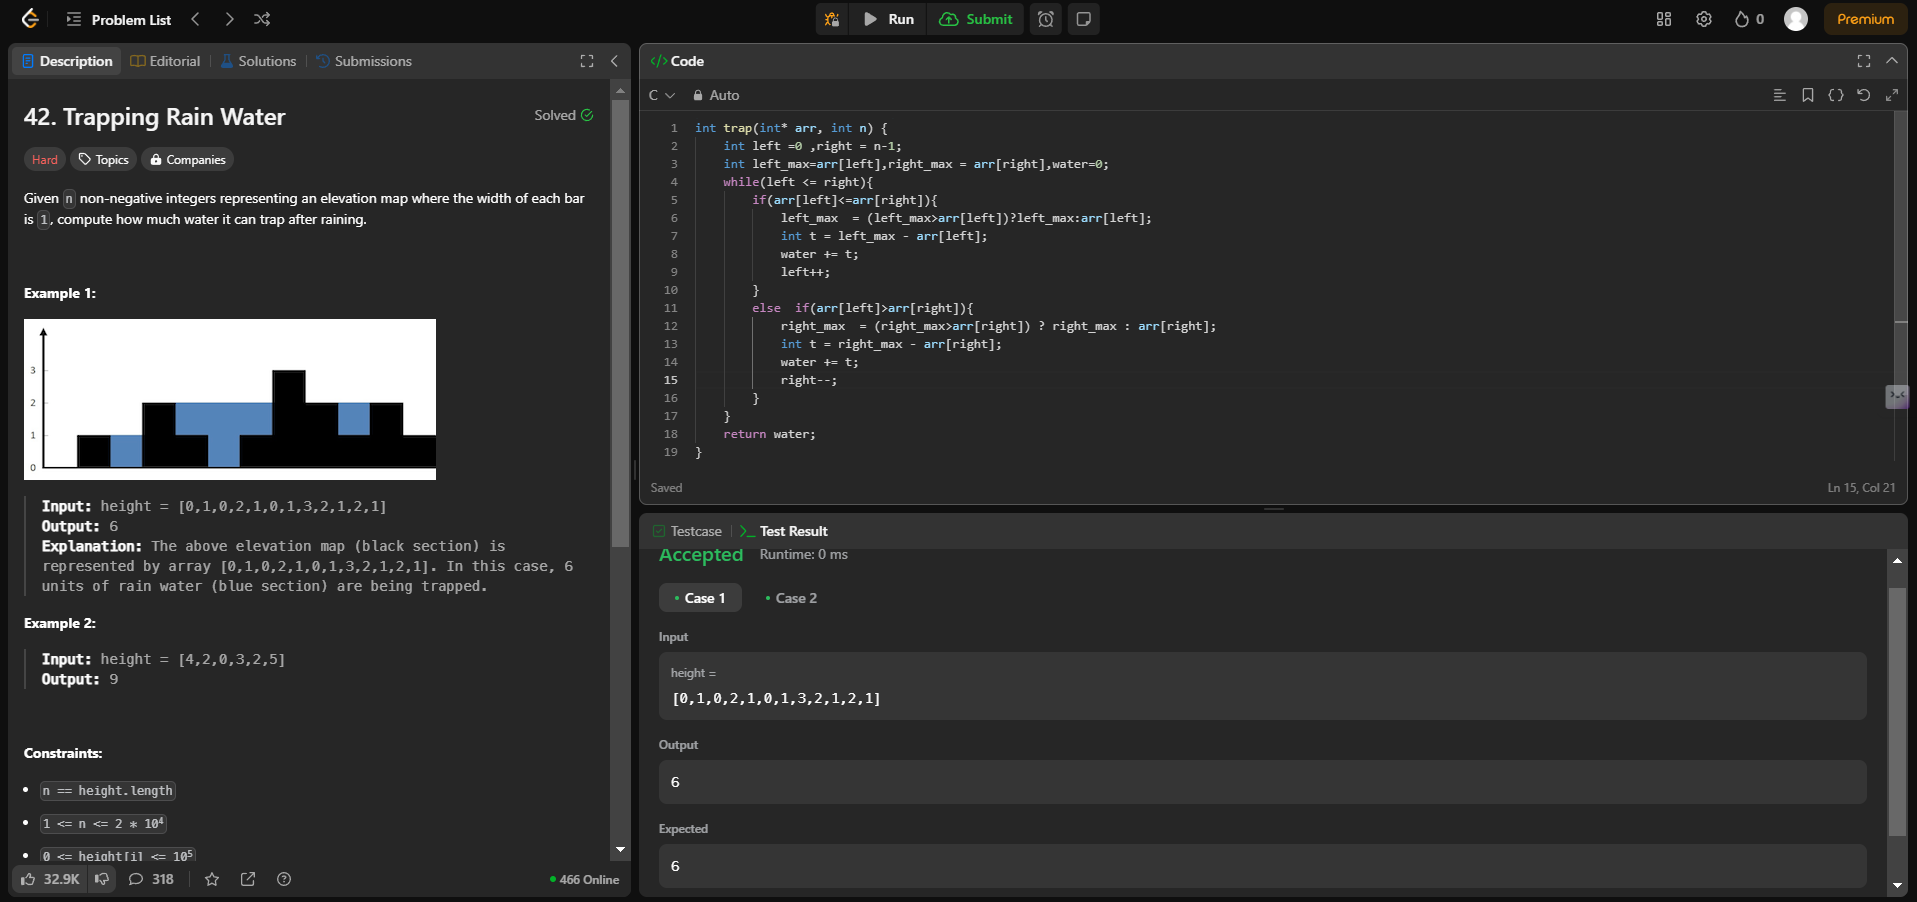 Problem List
Run
Submit
0
Premium
Description
Editorial
Solutions
Submissions
42. Trapping Rain Water
Solved
Hard
Topics
Companies
Given n non-negative integers representing an elevation map where the width of each bar
is 1, compute how much water it can trap after raining.
Example 1:
3
2
1
0
Input: height = [0,1,0,2,1,0,1,3,2,1,2,1]
Output: 6
Explanation: The above elevation map (black section) is
represented by array [0,1,0,2,1,0,1,3,2,1,2,1]. In this case, 6
units of rain water (blue section) are being trapped.
Example 2:
Input: height = [4,2,0,3,2,5]
Output: 9
Constraints:
n == height.length
1 <= n <= 2 * 10⁴
0 <= height[i] <= 10⁵
32.9K
318
466 Online
</> Code
C
Auto
1 int trap(int* arr, int n) {
2     int left =0 ,right = n-1;
3     int left_max=arr[left],right_max = arr[right],water=0;
4     while(left <= right){
5         if(arr[left]<=arr[right]){
6             left_max  = (left_max>arr[left])?left_max:arr[left];
7             int t = left_max - arr[left];
8             water += t;
9             left++;
10         }
11         else  if(arr[left]>arr[right]){
12             right_max  = (right_max>arr[right]) ? right_max : arr[right];
13             int t = right_max - arr[right];
14             water += t;
15             right--;
16         }
17     }
18     return water;
19 }
Saved
Ln 15, Col 21
Testcase
Test Result
Accepted
Runtime: 0 ms
Case 1
Case 2
Input
height =
[0,1,0,2,1,0,1,3,2,1,2,1]
Output
6
Expected
6